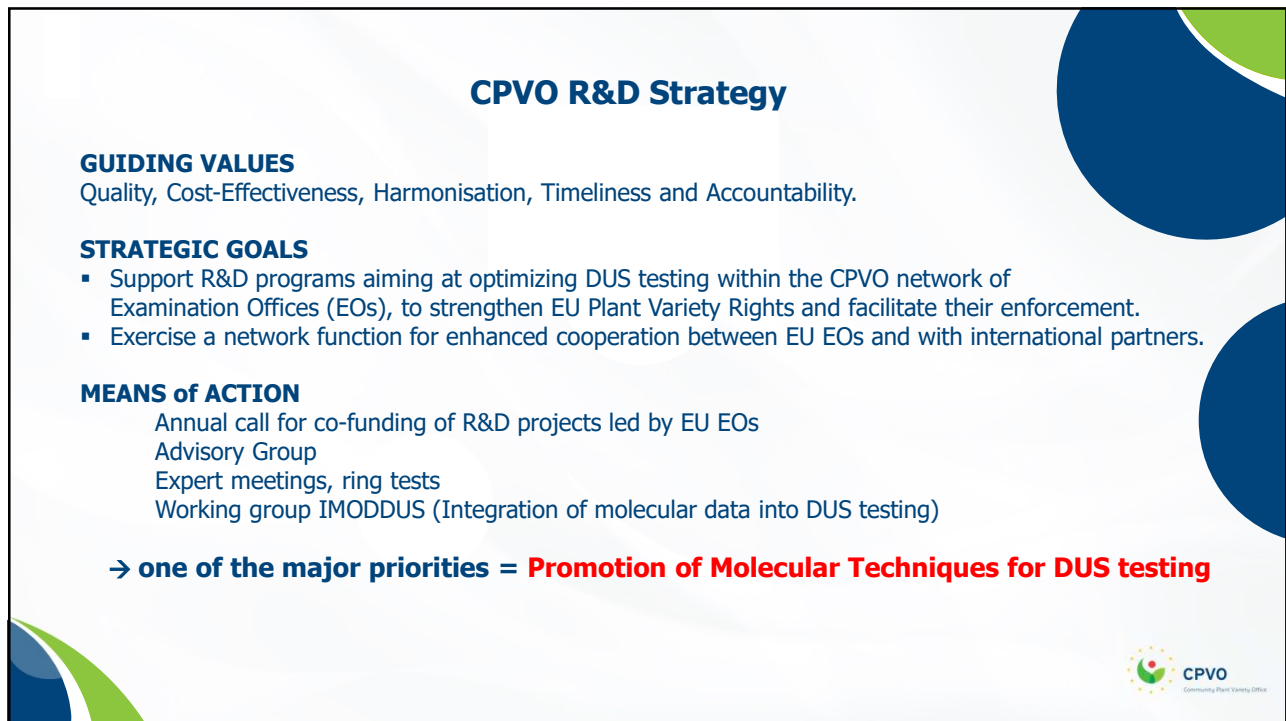 CPVO R&D Strategy
GUIDING VALUES
Quality, Cost-Effectiveness, Harmonisation, Timeliness and Accountability.
STRATEGIC GOALS
▪ Support R&D programs aiming at optimizing DUS testing within the CPVO network of
Examination Offices (EOs), to strengthen EU Plant Variety Rights and facilitate their enforcement.
▪ Exercise a network function for enhanced cooperation between EU EOs and with international partners.
MEANS of ACTION
Annual call for co-funding of R&D projects led by EU EOs
Advisory Group
Expert meetings, ring tests
Working group IMODDUS (Integration of molecular data into DUS testing)
→ one of the major priorities = Promotion of Molecular Techniques for DUS testing
CPVO
Community Plant Variety Office